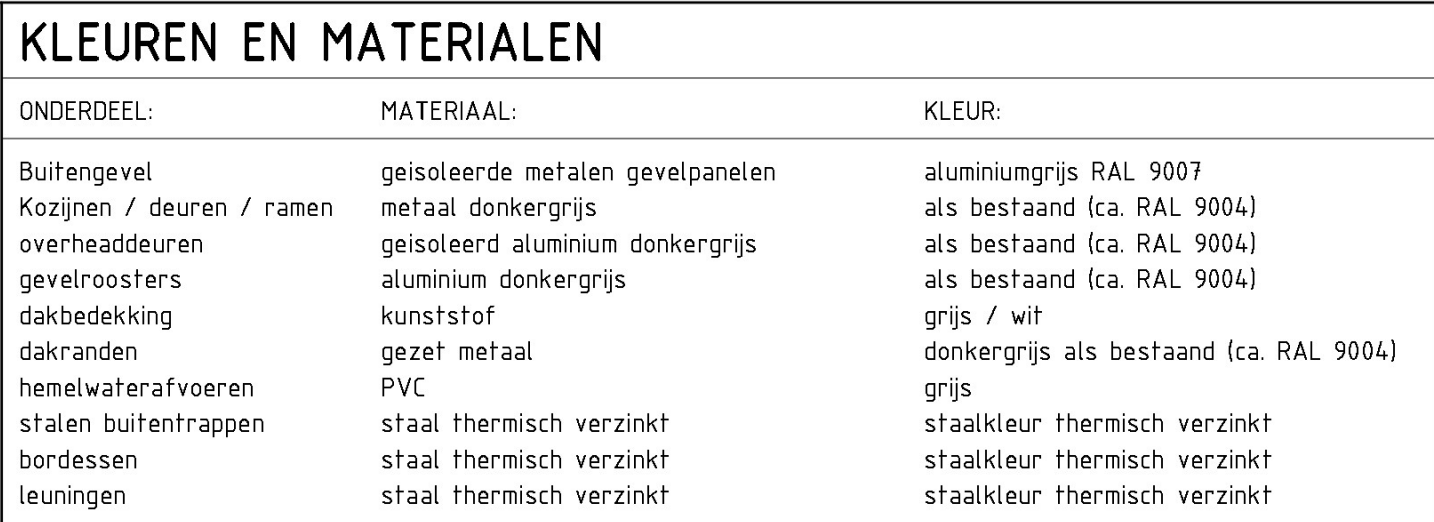 KLEUREN EN MATERIALEN
ONDERDEEL: MATERIAAL: KLEUR:
Buitengevel geisoleerde metalen gevelpanelen aluminiumgrijs RAL 9007
Kozijnen / deuren / ramen metaal donkergrijs als bestaand (ca. RAL 9004)
overheaddeuren geisoleerd aluminium donkergrijs als bestaand (ca. RAL 9004)
gevelroosters aluminium donkergrijs als bestaand (ca. RAL 9004)
dakbedekking kunststof grijs / wit
dakranden gezet metaal donkergrijs als bestaand (ca. RAL 9004)
hemelwaterafvoeren PVC grijs
stalen buitentrappen staal thermisch verzinkt staalkleur thermisch verzinkt
bordessen staal thermisch verzinkt staalkleur thermisch verzinkt
leuningen staal thermisch verzinkt staalkleur thermisch verzinkt